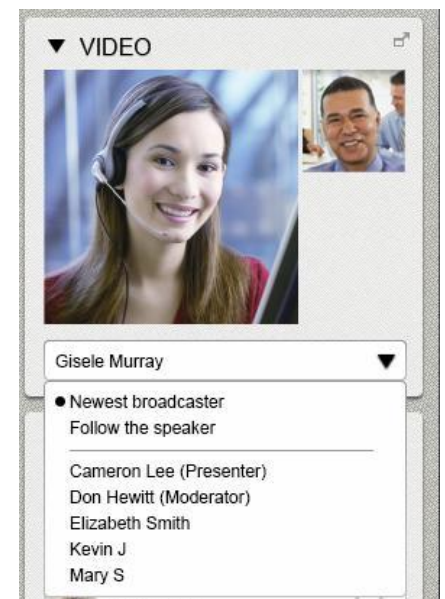 VIDEO
Gisele Murray
Newest broadcaster
Follow the speaker
Cameron Lee (Presenter)
Don Hewitt (Moderator)
Elizabeth Smith
Kevin J
Mary S